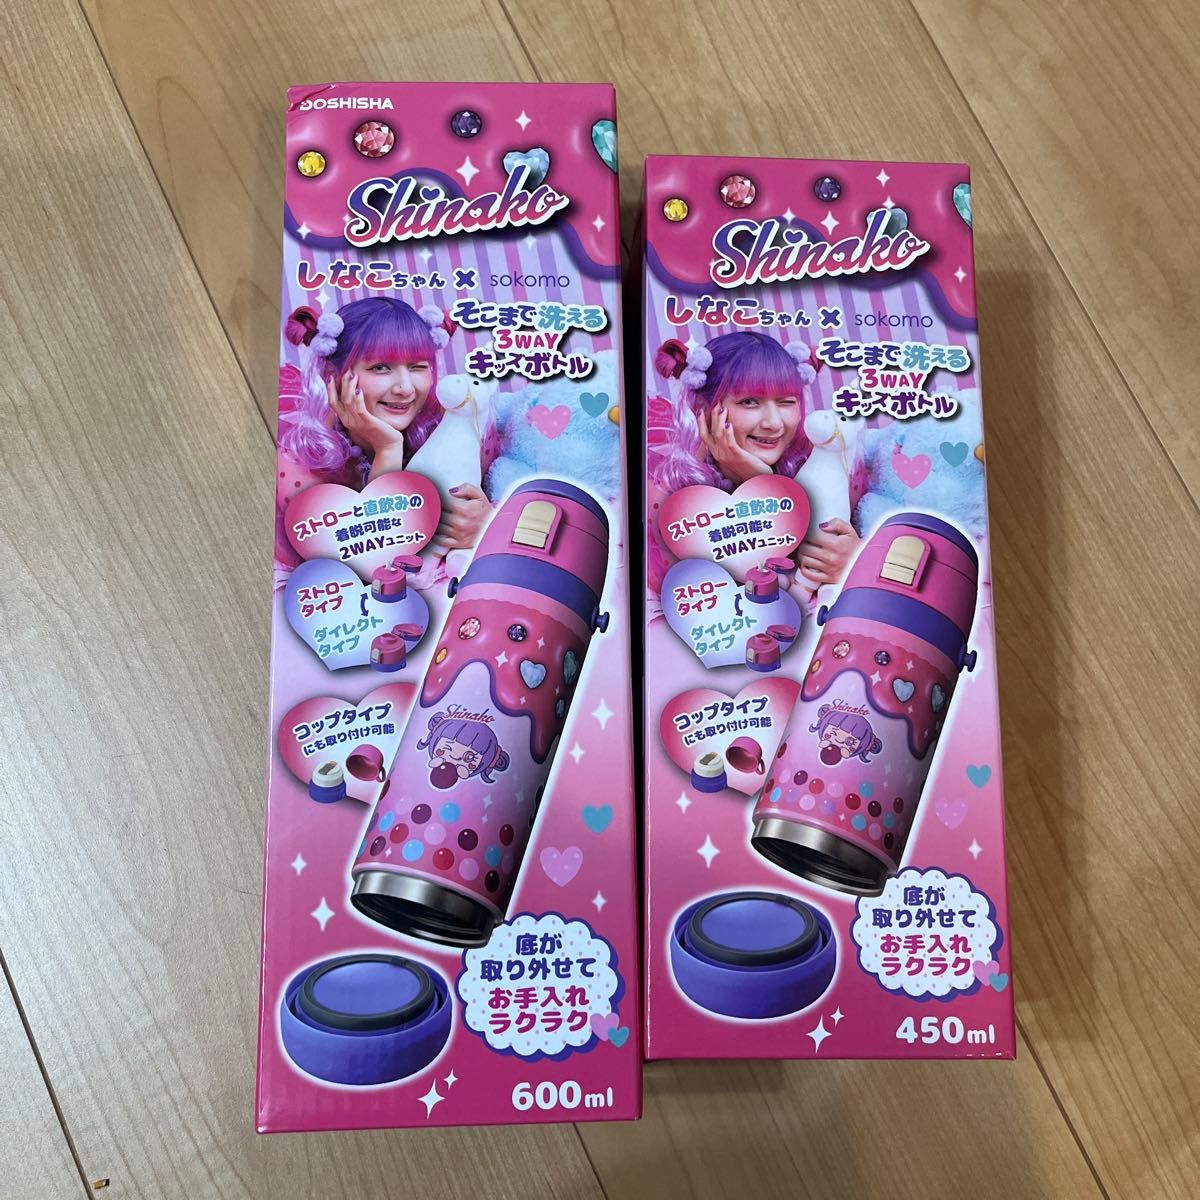 DOSHISHA
Shinako
しなこちゃん × sokomo
そこまで洗える
3WAY
キッズボトル
ストローと直飲みの
着脱可能な
2WAYユニット
ストロー
タイプ
ダイレクト
タイプ
コップタイプ
にも取り付け可能
Shinako
底が
取り外せて
お手入れ
ラクラク
600ml
Shinako
しなこちゃん × sokomo
そこまで洗える
3WAY
キッズボトル
ストローと直飲みの
着脱可能な
2WAYユニット
ストロー
タイプ
ダイレクト
タイプ
コップタイプ
にも取り付け可能
Shinako
底が
取り外せて
お手入れ
ラクラク
450ml